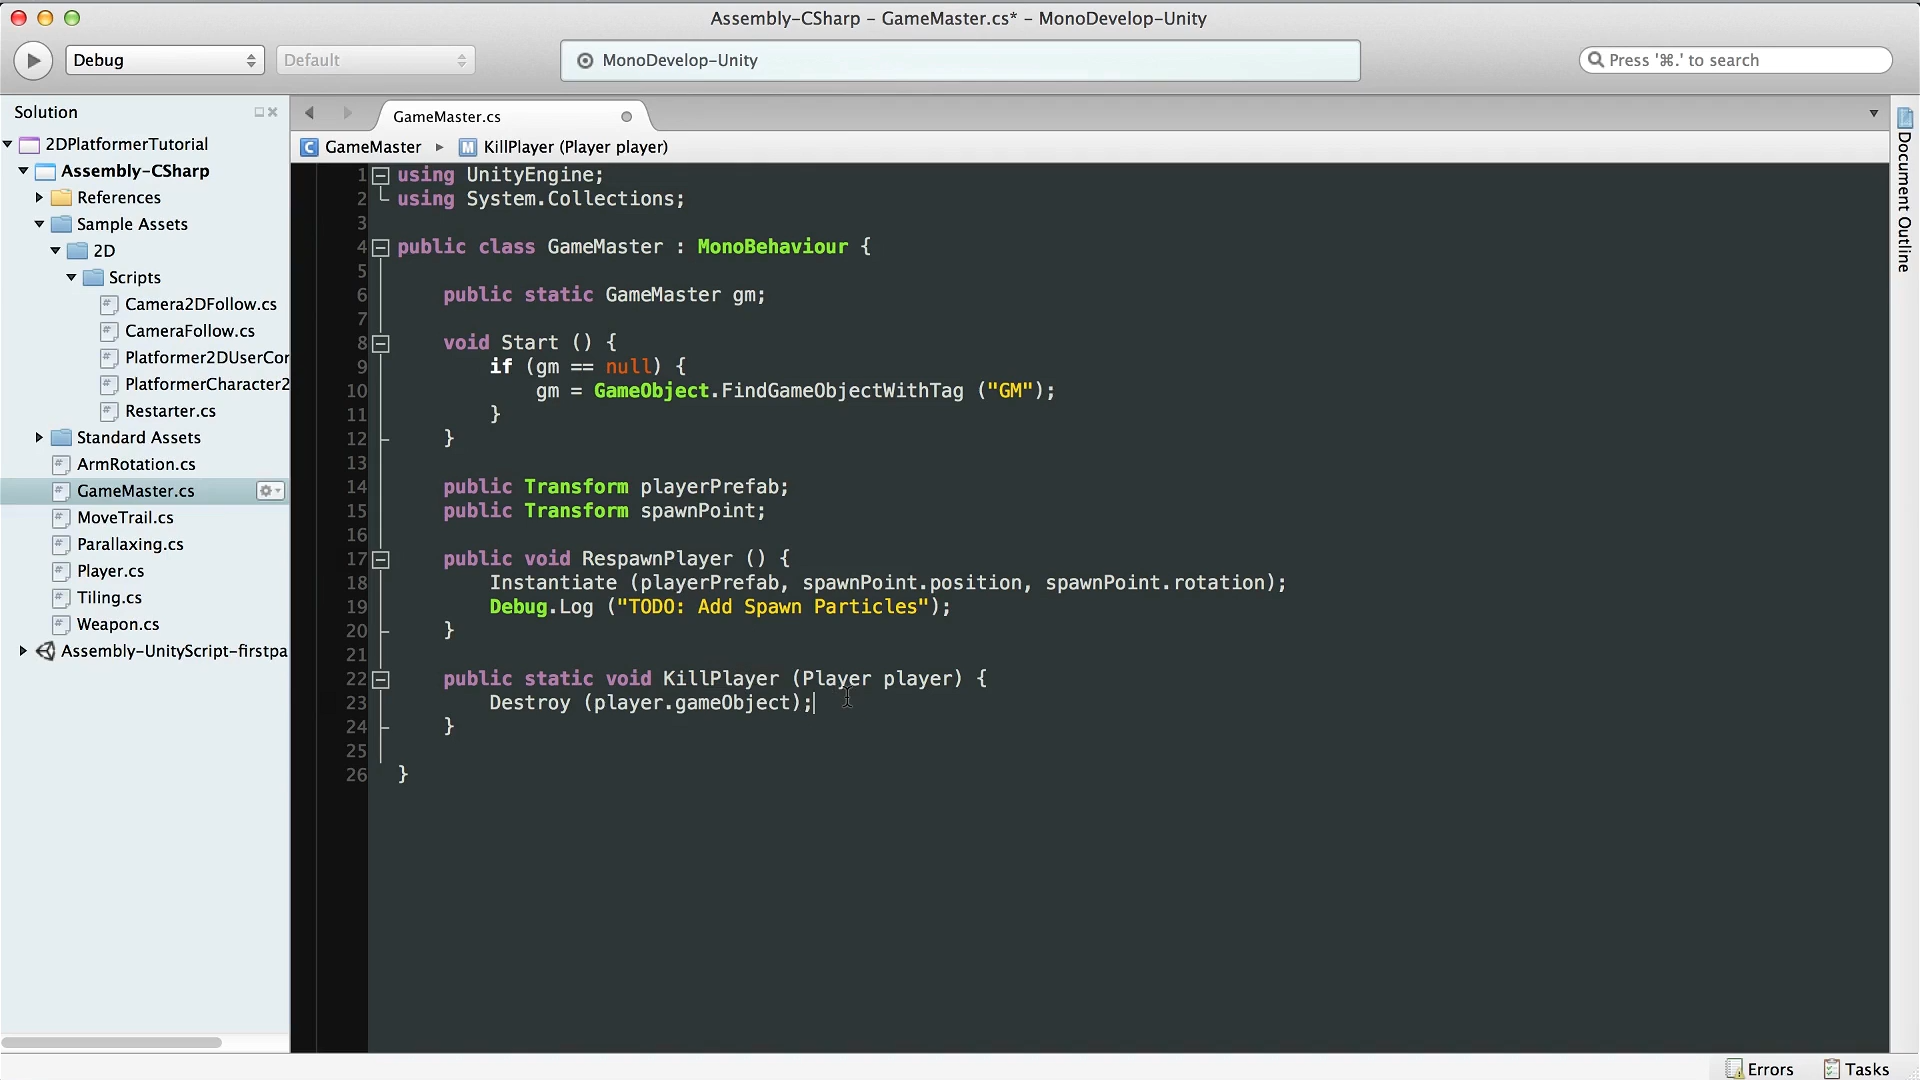 Assembly-CSharp – GameMaster.cs* – MonoDevelop-Unity
Debug
Default
MonoDevelop-Unity
Press '⌘.' to search
Solution
2DPlatformerTutorial
Assembly-CSharp
References
Sample Assets
2D
Scripts
Camera2DFollow.cs
CameraFollow.cs
Platformer2DUserCor
PlatformerCharacter2
Restarter.cs
Standard Assets
ArmRotation.cs
GameMaster.cs
MoveTrail.cs
Parallaxing.cs
Player.cs
Tiling.cs
Weapon.cs
Assembly-UnityScript-firstpa
GameMaster.cs
GameMaster ▸ KillPlayer (Player player)
1 using UnityEngine;
2 using System.Collections;
3
4 public class GameMaster : MonoBehaviour {
5
6 public static GameMaster gm;
7
8 void Start () {
9 if (gm == null) {
10 gm = GameObject.FindGameObjectWithTag ("GM");
11 }
12 }
13
14 public Transform playerPrefab;
15 public Transform spawnPoint;
16
17 public void RespawnPlayer () {
18 Instantiate (playerPrefab, spawnPoint.position, spawnPoint.rotation);
19 Debug.Log ("TODO: Add Spawn Particles");
20 }
21
22 public static void KillPlayer (Player player) {
23 Destroy (player.gameObject);
24 }
25
26 }
Document Outline
Errors
Tasks